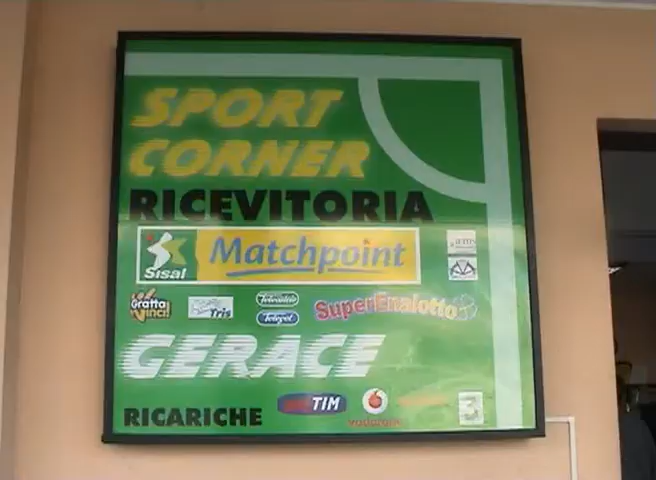 SPORT
CORNER
RICEVITORIA
Sisal Matchpoint
Gratta Vinci! Tris Totocalcio Totogol SuperEnalotto
GERACE
RICARICHE TIM vodafone 3